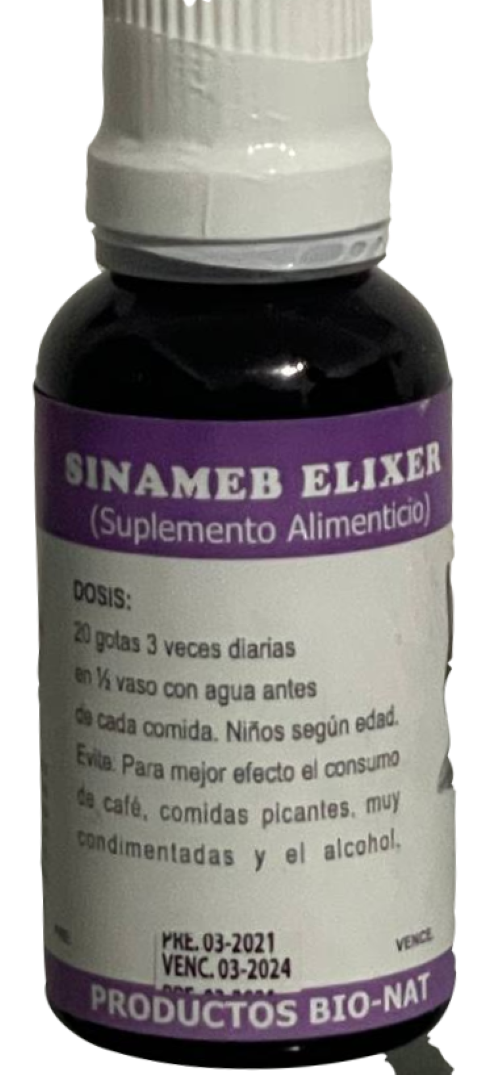 SINAMEB ELIXER
(Suplemento Alimenticio)
DOSIS:
20 gotas 3 veces diarias
en ½ vaso con agua antes
de cada comida. Niños según edad.
Evite. Para mejor efecto el consumo
de café, comidas picantes, muy
condimentadas y el alcohol.
PRE.
PRE. 03-2021
VENC. 03-2024
VENCE.
PRODUCTOS BIO-NAT